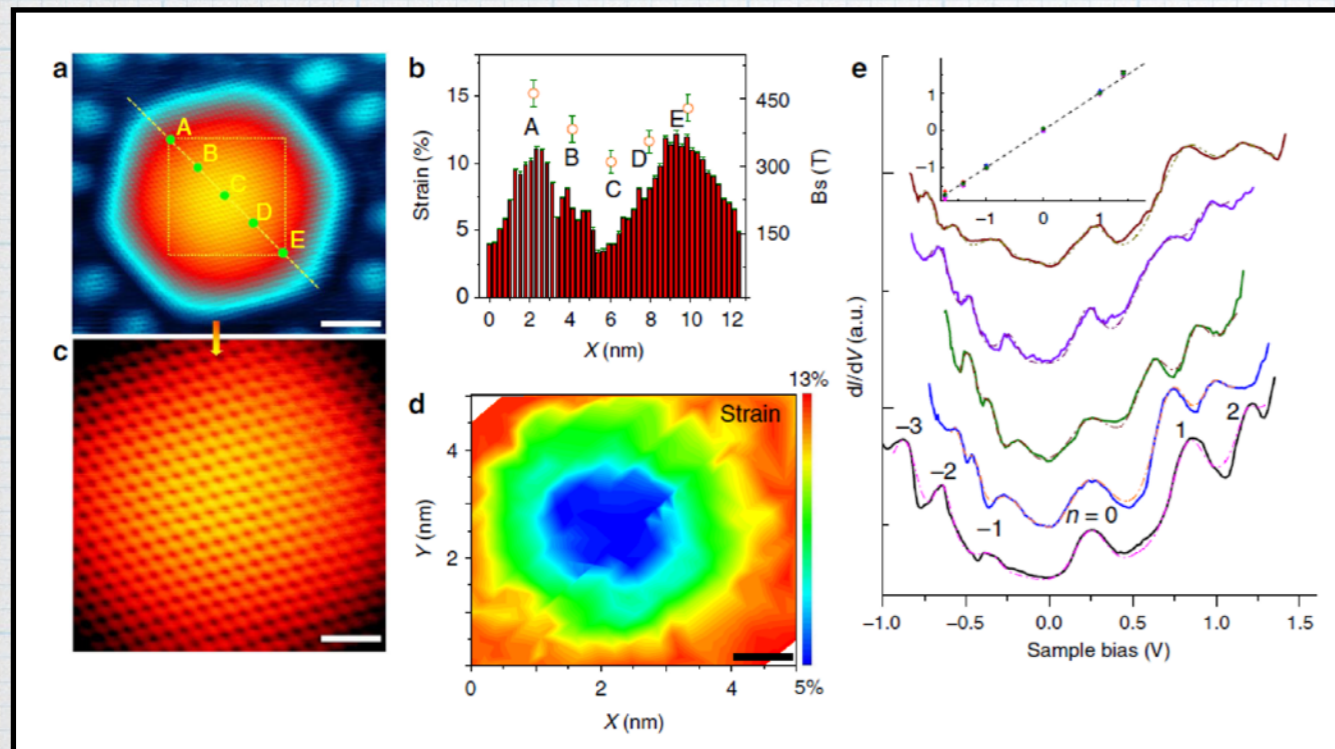 a
A
B
C
D
E
b
Strain (%)
15
10
5
0
A
B
C
D
E
450
300
150
Bs (T)
0 2 4 6 8 10 12
X (nm)
c
d
Strain
13%
5%
Y (nm)
4
2
0
0 2 4
X (nm)
e
1
0
−1
−1 0 1
dI/dV (a.u.)
−3
−2
−1
n = 0
1
2
−1.0 −0.5 0.0 0.5 1.0 1.5
Sample bias (V)